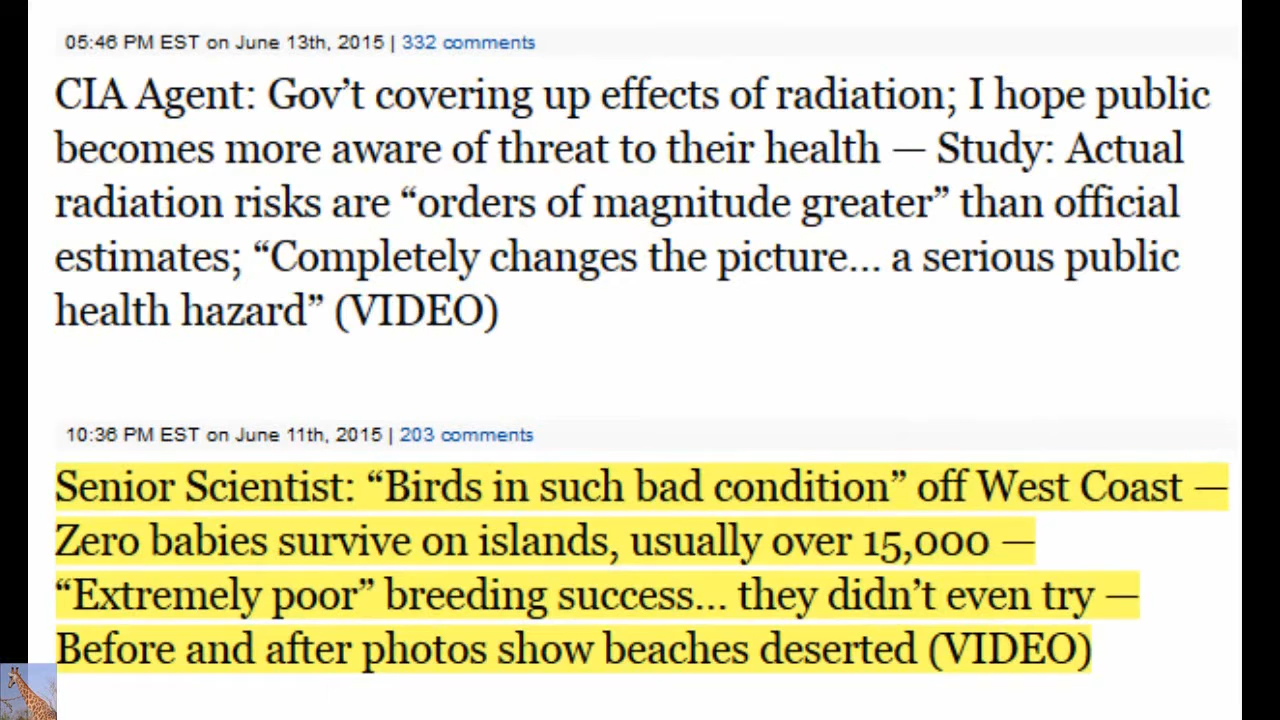 05:46 PM EST on June 13th, 2015 | 332 comments
CIA Agent: Gov’t covering up effects of radiation; I hope public
becomes more aware of threat to their health — Study: Actual
radiation risks are “orders of magnitude greater” than official
estimates; “Completely changes the picture… a serious public
health hazard” (VIDEO)
10:36 PM EST on June 11th, 2015 | 203 comments
Senior Scientist: “Birds in such bad condition” off West Coast —
Zero babies survive on islands, usually over 15,000 —
“Extremely poor” breeding success… they didn’t even try —
Before and after photos show beaches deserted (VIDEO)